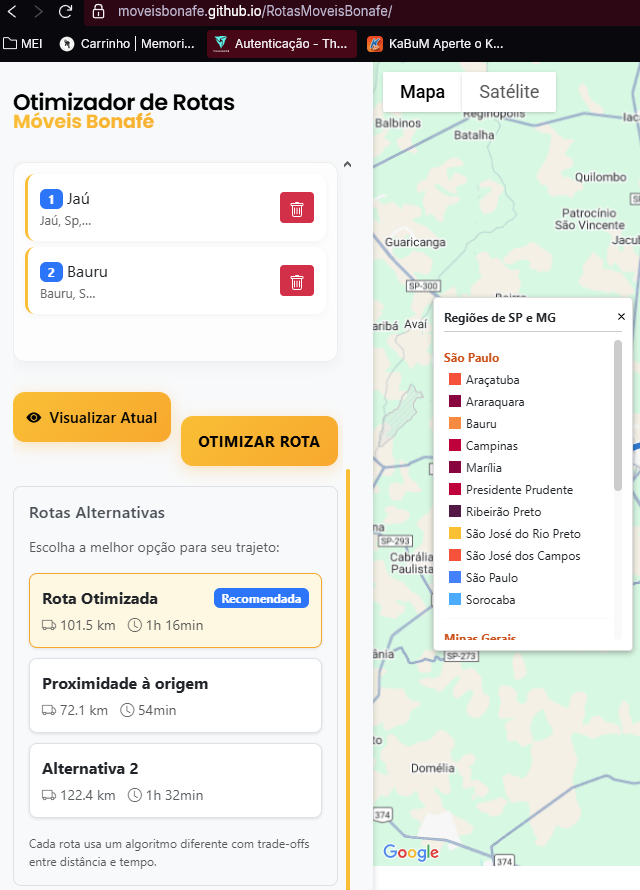 moveisbonafe.github.io/RotasMoveisBonafe/
MEI
Carrinho | Memori...
Autenticação - Th...
KaBuM Aperte o K...
Otimizador de Rotas
Móveis Bonafé
1 Jaú
Jaú, Sp,...
2 Bauru
Bauru, S...
Visualizar Atual
OTIMIZAR ROTA
Rotas Alternativas
Escolha a melhor opção para seu trajeto:
Rota Otimizada
Recomendada
101.5 km 1h 16min
Proximidade à origem
72.1 km 54min
Alternativa 2
122.4 km 1h 32min
Cada rota usa um algoritmo diferente com trade-offs
entre distância e tempo.
Mapa
Satélite
Reginópolis
Balbinos
Batalha
Quilombo
Patrocínio
São Vicente
Guaricanga
SP-300
Avaí
Regiões de SP e MG
×
São Paulo
Araçatuba
Araraquara
Bauru
Campinas
Marília
Presidente Prudente
Ribeirão Preto
São José do Rio Preto
São José dos Campos
São Paulo
Sorocaba
Minas Gerais
SP-293
Cabrália
Paulista
SP-273
Domélia
374
374
Google